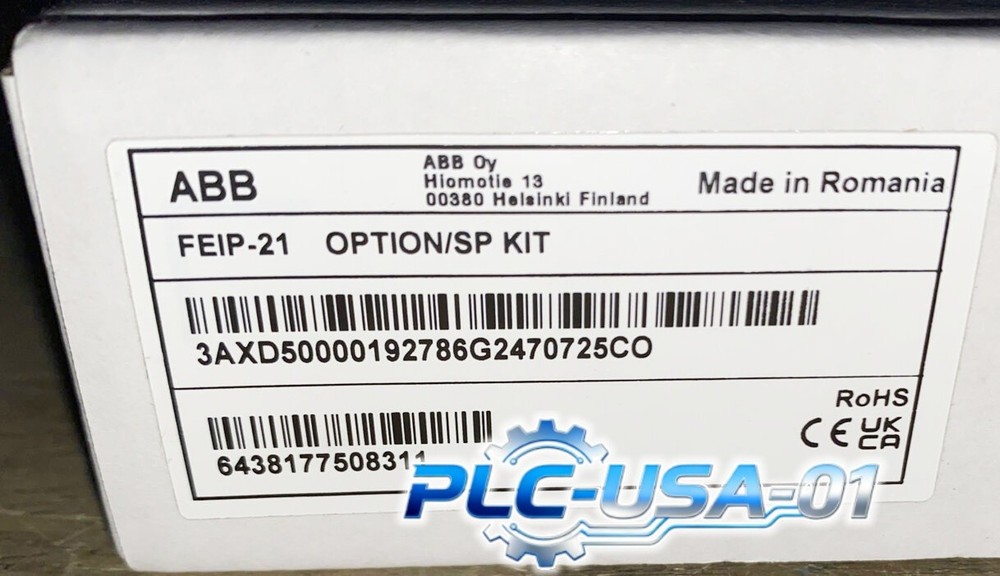 ABB
ABB Oy
Hiomotie 13
00380 Helsinki Finland
Made in Romania
FEIP-21 OPTION/SP KIT
3AXD50000192786G2470725CO
6438177508311
RoHS
CE UK CA
PLC-USA-01